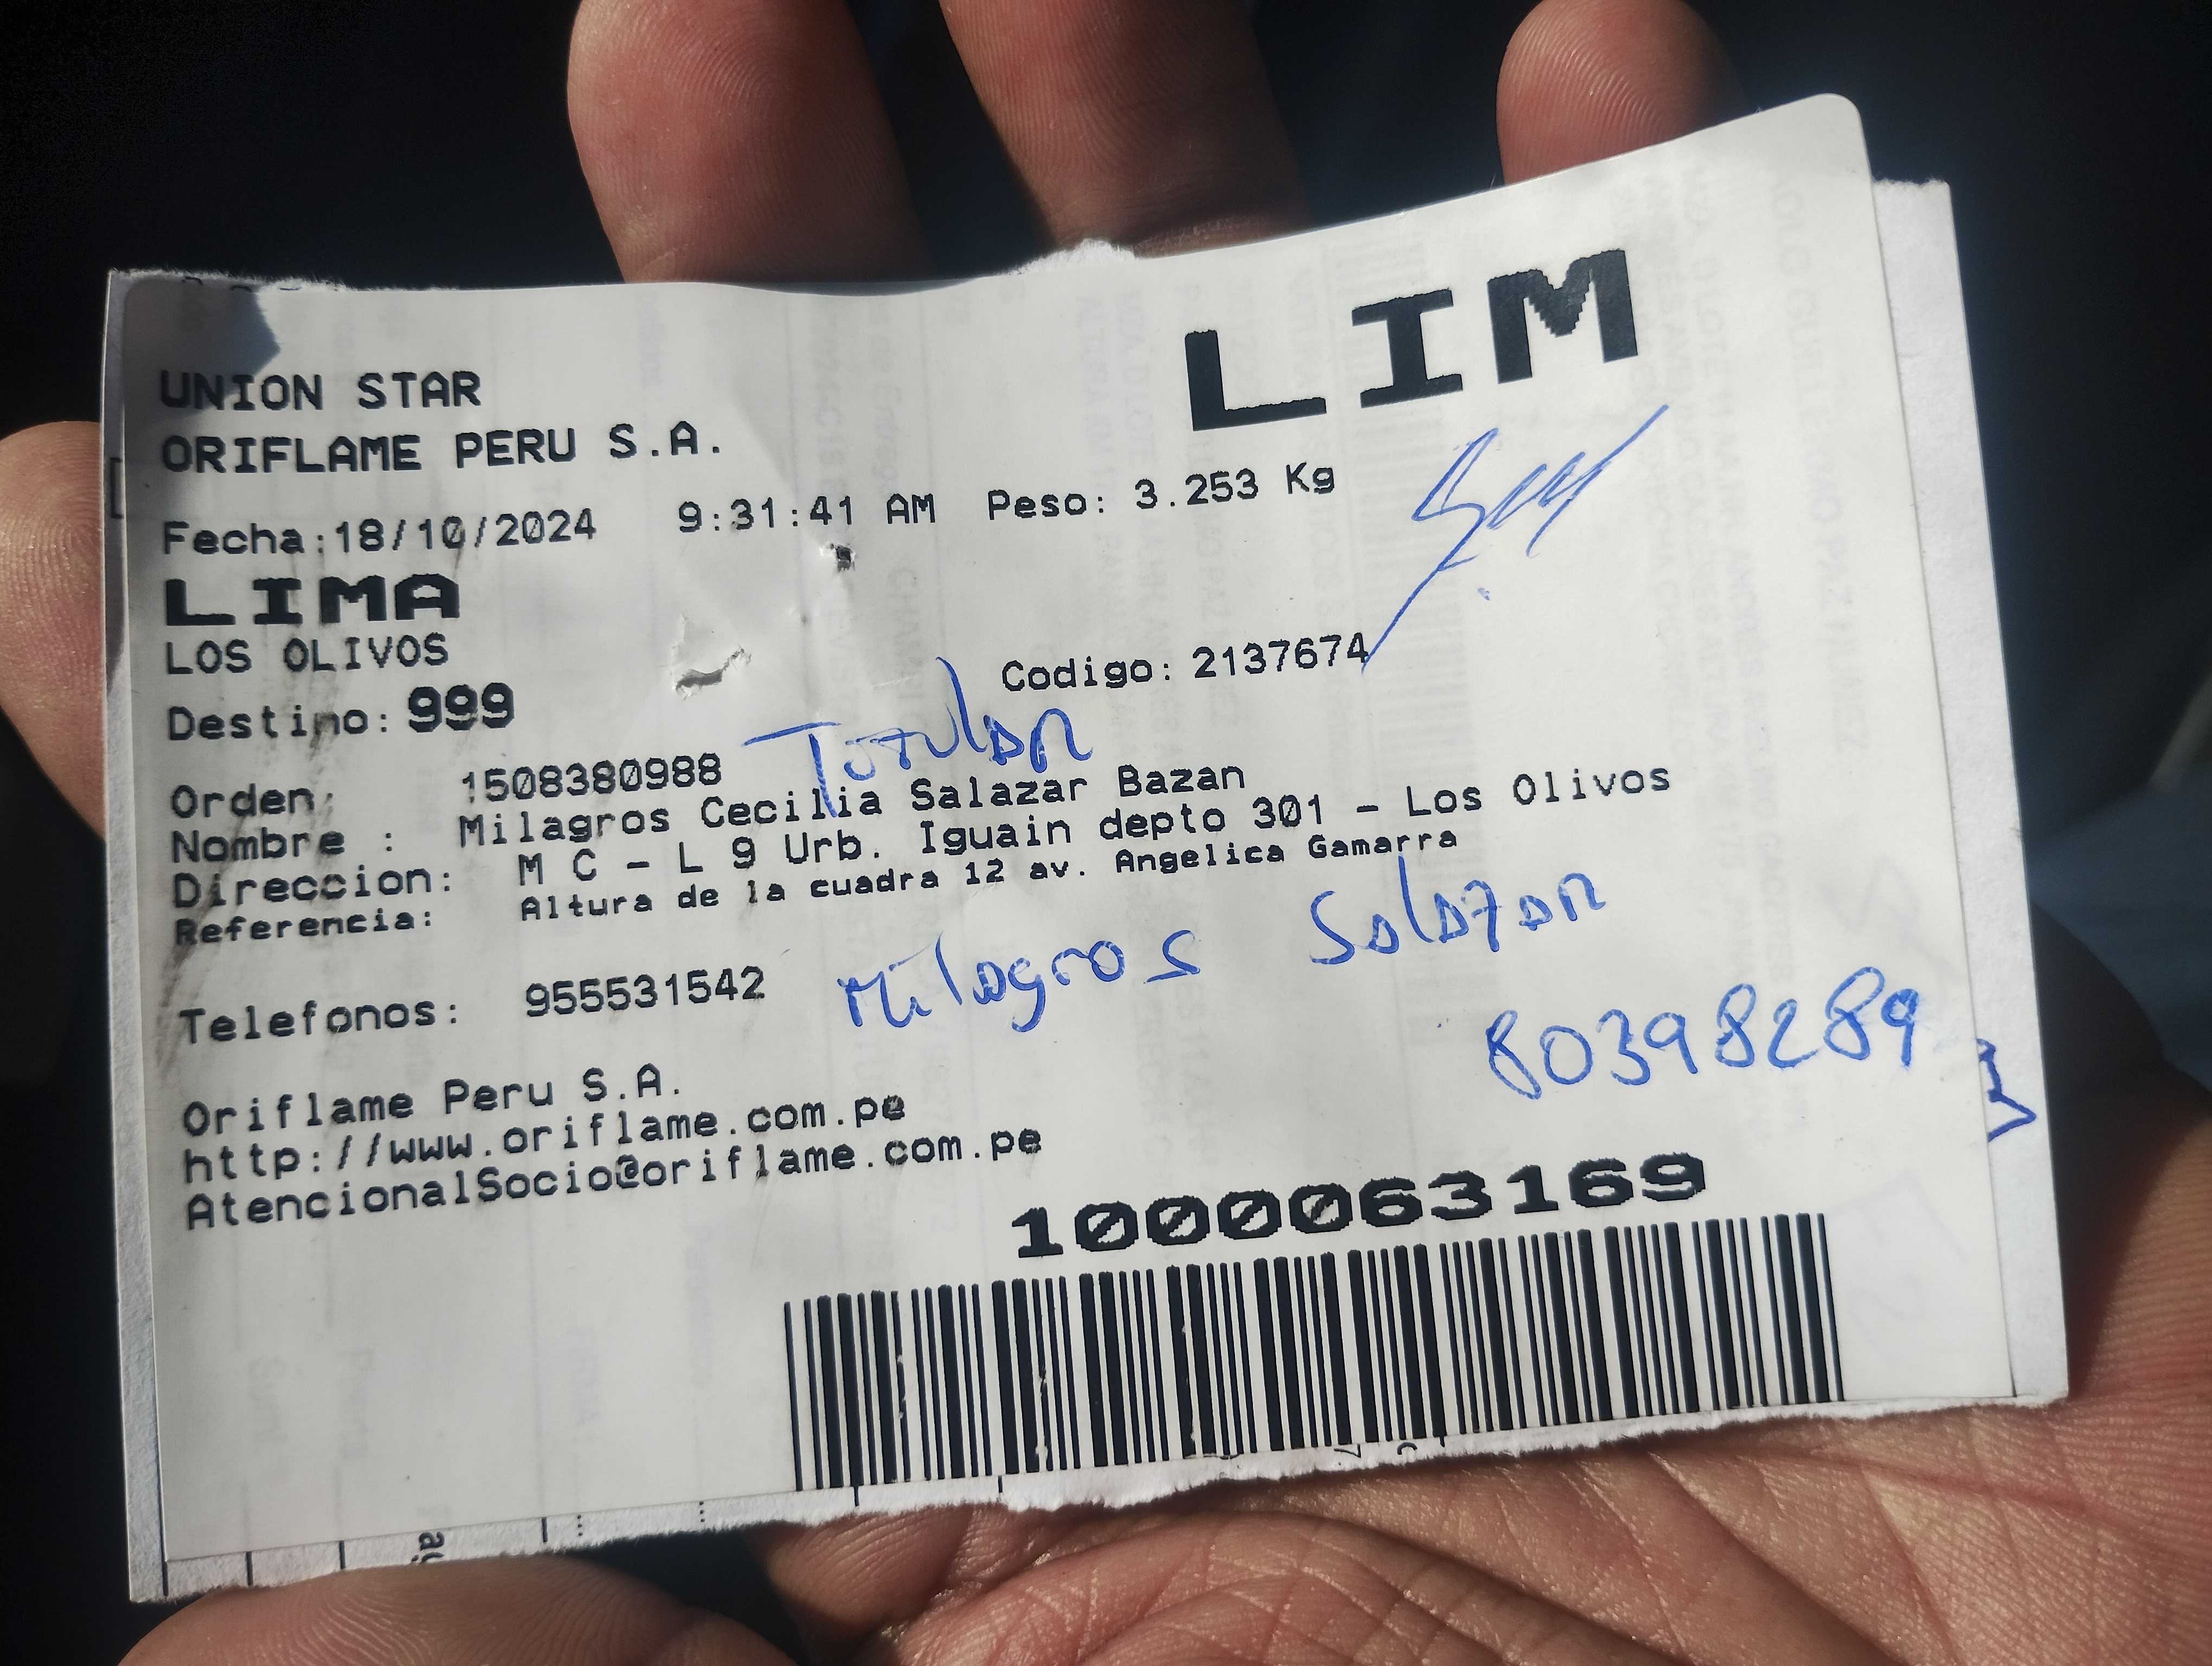 LIM
UNION STAR
ORIFLAME PERU S.A.
Fecha:18/10/2024 9:31:41 AM Peso: 3.253 Kg
LIMA
LOS OLIVOS
Codigo: 2137674
Destino: 999
Titular
Orden: 1508380988
Nombre : Milagros Cecilia Salazar Bazan
Direccion: M C - L 9 Urb. Iguain depto 301 - Los Olivos
Referencia: Altura de la cuadra 12 av. Angelica Gamarra
Milagros Salazar
Telefonos: 955531542
80398289
Oriflame Peru S.A.
http://www.oriflame.com.pe
AtencionalSocio@oriflame.com.pe
1000063169